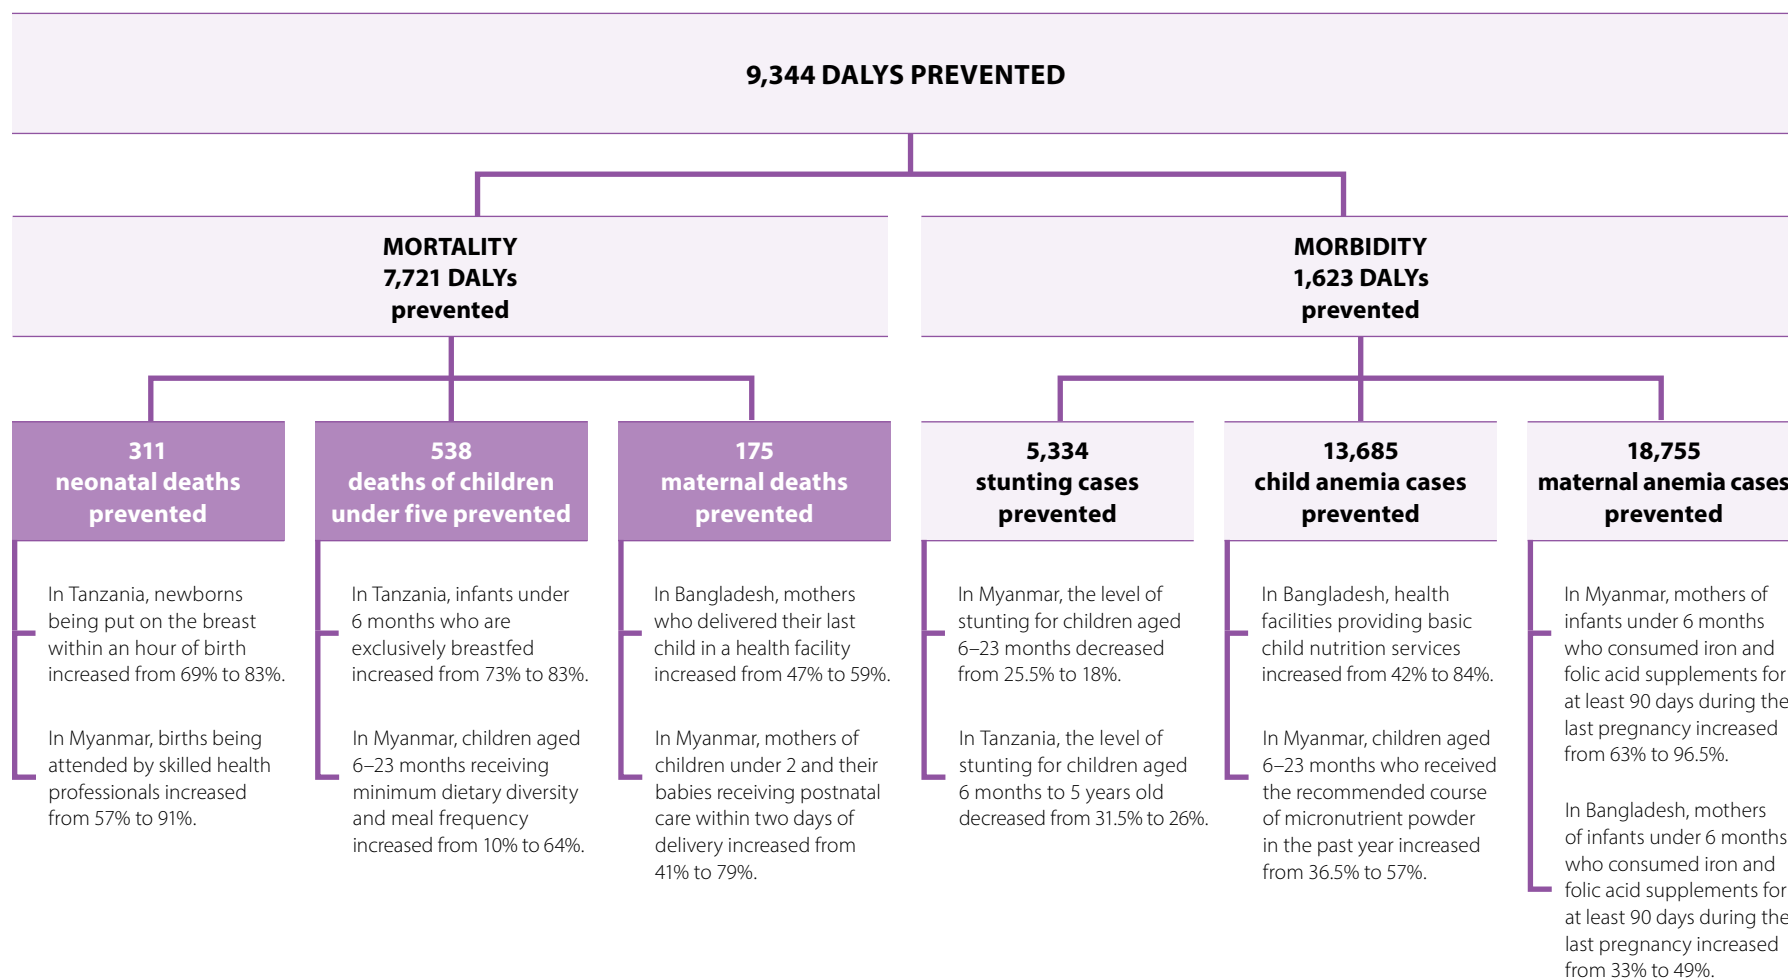 9,344 DALYS PREVENTED
MORTALITY
7,721 DALYs
prevented
MORBIDITY
1,623 DALYs
prevented
311
neonatal deaths
prevented
In Tanzania, newborns
being put on the breast
within an hour of birth
increased from 69% to 83%.
In Myanmar, births being
attended by skilled health
professionals increased
from 57% to 91%.
538
deaths of children
under five prevented
In Tanzania, infants under
6 months who are
exclusively breastfed
increased from 73% to 83%.
In Myanmar, children aged
6–23 months receiving
minimum dietary diversity
and meal frequency
increased from 10% to 64%.
175
maternal deaths
prevented
In Bangladesh, mothers
who delivered their last
child in a health facility
increased from 47% to 59%.
In Myanmar, mothers of
children under 2 and their
babies receiving postnatal
care within two days of
delivery increased from
41% to 79%.
5,334
stunting cases
prevented
In Myanmar, the level of
stunting for children aged
6–23 months decreased
from 25.5% to 18%.
In Tanzania, the level of
stunting for children aged
6 months to 5 years old
decreased from 31.5% to 26%.
13,685
child anemia cases
prevented
In Bangladesh, health
facilities providing basic
child nutrition services
increased from 42% to 84%.
In Myanmar, children aged
6–23 months who received
the recommended course
of micronutrient powder
in the past year increased
from 36.5% to 57%.
18,755
maternal anemia cases
prevented
In Myanmar, mothers of
infants under 6 months
who consumed iron and
folic acid supplements for
at least 90 days during the
last pregnancy increased
from 63% to 96.5%.
In Bangladesh, mothers
of infants under 6 months
who consumed iron and
folic acid supplements for
at least 90 days during the
last pregnancy increased
from 33% to 49%.